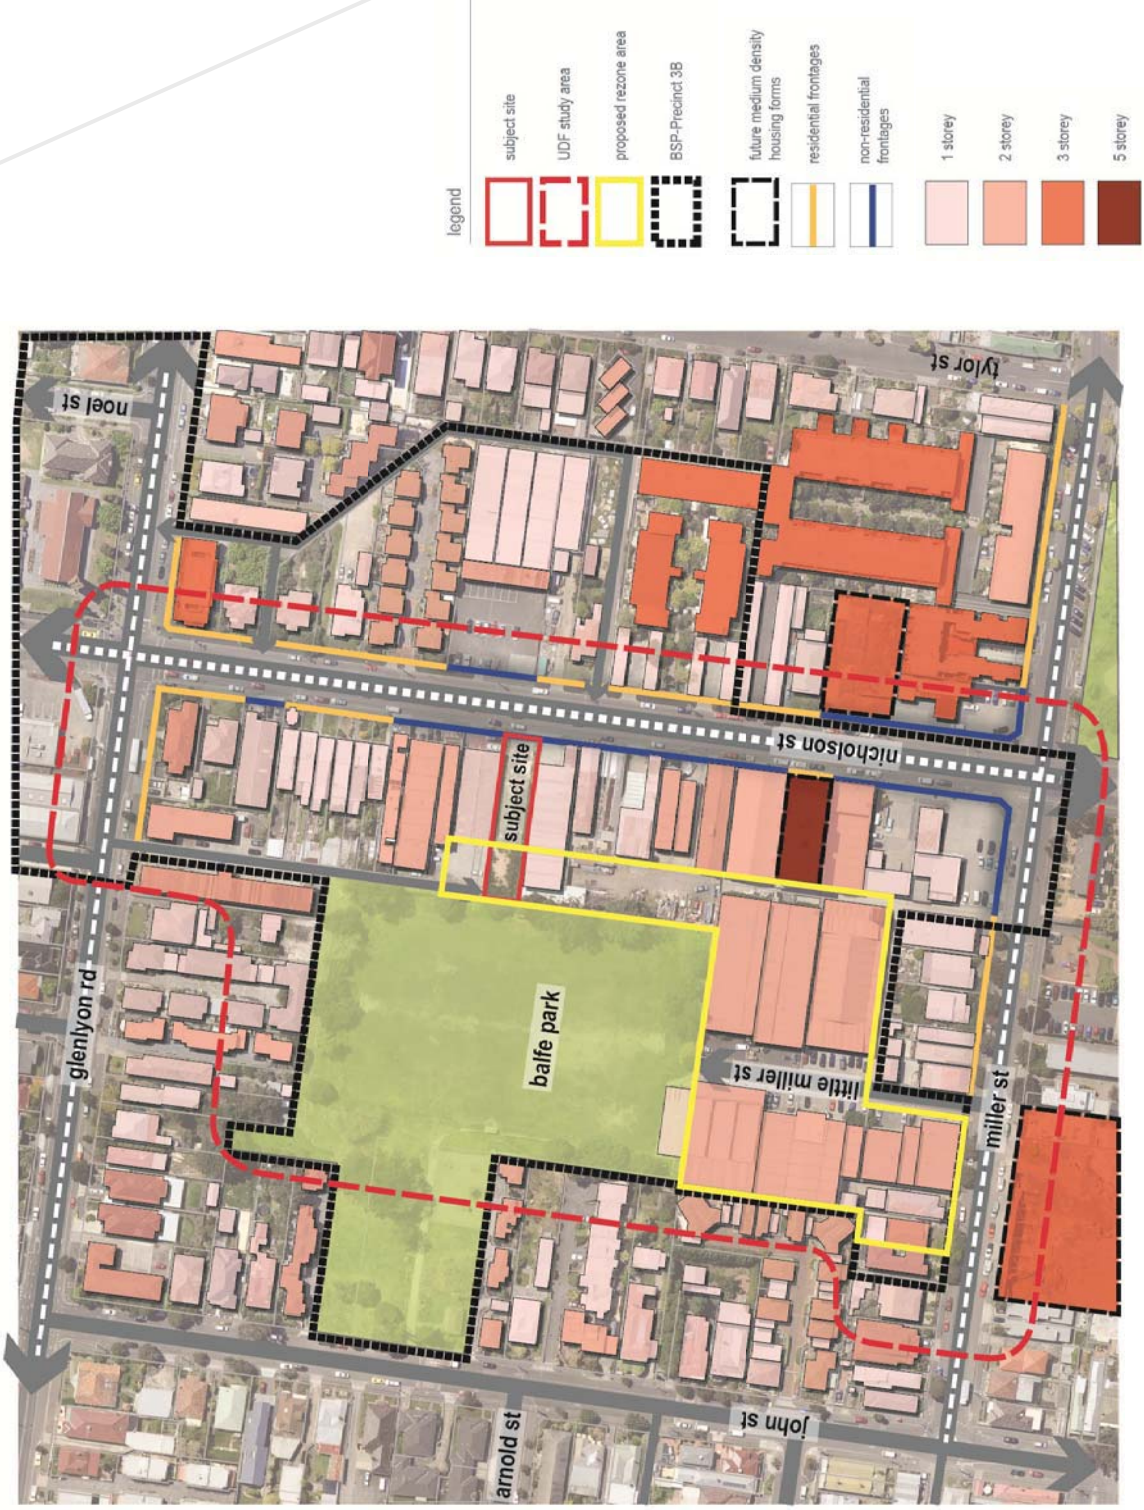 legend
subject site
UDF study area
proposed rezone area
BSP-Precinct 3B
future medium density
housing forms
residential frontages
non-residential
frontages
1 storey
2 storey
3 storey
5 storey
noel st
tylor st
glenlyon rd
nicholson st
subject site
balfe park
little miller st
miller st
john st
arnold st